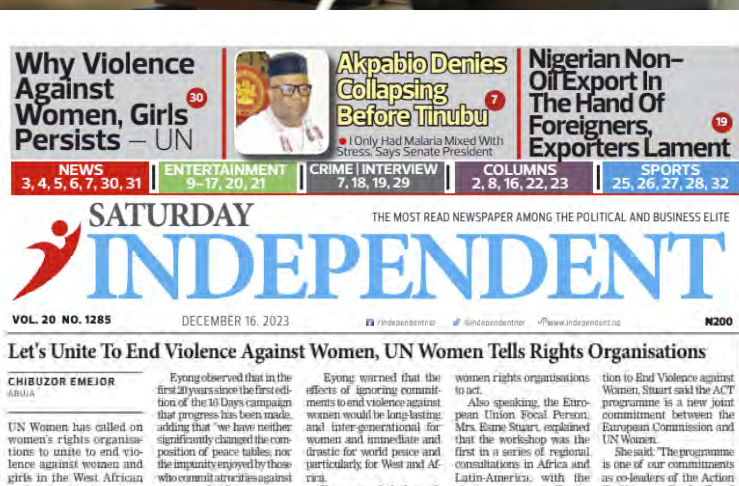 Why Violence
Against
Women, Girls
Persists – UN
30
Akpabio Denies
Collapsing
Before Tinubu
7
● I Only Had Malaria Mixed With
Stress, Says Senate President
Nigerian Non-
Oil Export In
The Hand Of
Foreigners,
Exporters Lament
19
NEWS
3, 4, 5, 6, 7, 30, 31
ENTERTAINMENT
9–17, 20, 21
CRIME | INTERVIEW
7, 18, 19, 29
COLUMNS
2, 8, 16, 22, 23
SPORTS
25, 26, 27, 28, 32
SATURDAY
THE MOST READ NEWSPAPER AMONG THE POLITICAL AND BUSINESS ELITE
INDEPENDENT
VOL. 20 NO. 1285
DECEMBER 16, 2023
/independentngr
@independentngr
www.independent.ng
₦200
Let's Unite To End Violence Against Women, UN Women Tells Rights Organisations
CHIBUZOR EMEJOR
ABUJA
UN Women has called on
women's rights organisa-
tions to unite to end vio-
lence against women and
girls in the West African
Eyong observed that in the
first 20 years since the first edi-
tion of the 16 Days campaign
that progress has been made,
adding that "we have neither
significantly changed the com-
position of peace tables, nor
the impunity enjoyed by those
who commit atrocities against
Eyong warned that the
effects of ignoring commit-
ments to end violence against
women would be long-lasting
and inter-generational for
women and immediate and
drastic for world peace and
particularly, for West and Af-
rica.
women rights organisations
to act.
Also speaking, the Euro-
pean Union Focal Person,
Mrs. Esme Stuart, explained
that the workshop was the
first in a series of regional
consultations in Africa and
Latin-America, with the
tion to End Violence against
Women, Stuart said the ACT
programme is a new joint
commitment between the
European Commission and
UN Women.
She said: "The programme
is one of our commitments
as co-leaders of the Action